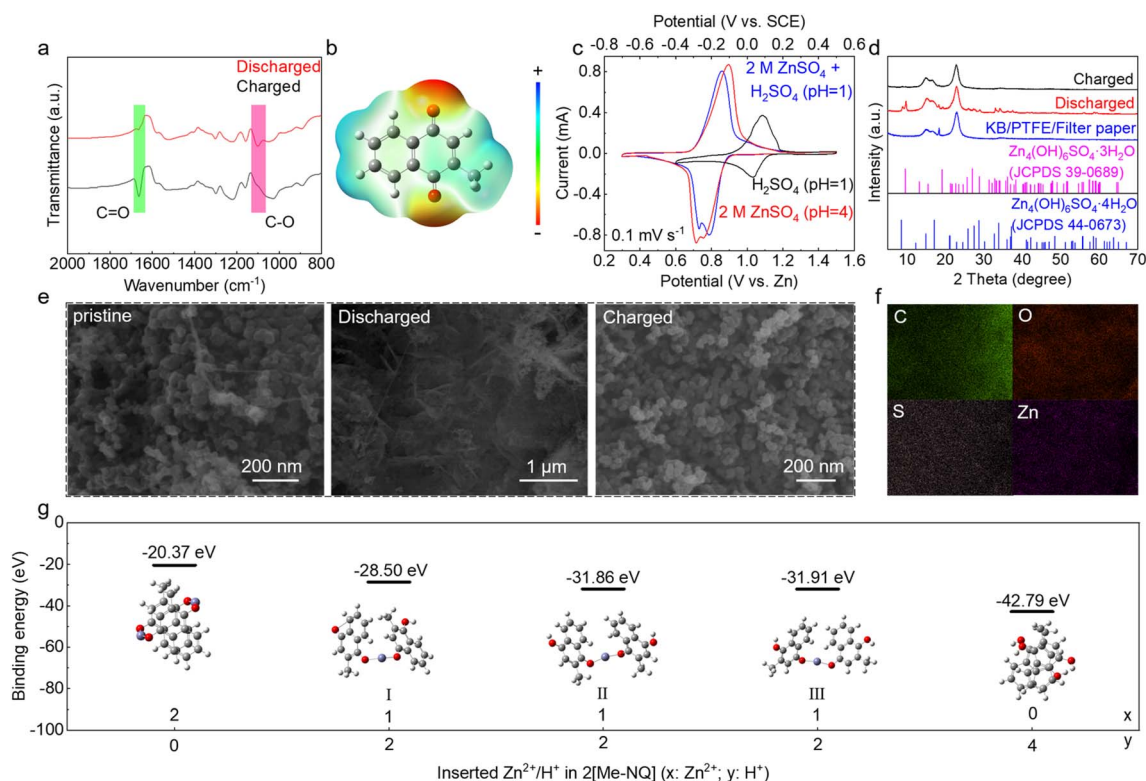 a
Discharged
Charged
C=O
C-O
Transmittance (a.u.)
2000 1800 1600 1400 1200 1000 800
Wavenumber (cm⁻¹)
b
+
-
c
Potential (V vs. SCE)
-0.8 -0.6 -0.4 -0.2 0.0 0.2 0.4 0.6
2 M ZnSO₄ +
H₂SO₄ (pH=1)
H₂SO₄ (pH=1)
2 M ZnSO₄ (pH=4)
0.1 mV s⁻¹
Current (mA)
0.8
0.4
0.0
-0.4
-0.8
0.2 0.4 0.6 0.8 1.0 1.2 1.4 1.6
Potential (V vs. Zn)
d
Charged
Discharged
KB/PTFE/Filter paper
Zn₄(OH)₆SO₄·3H₂O
(JCPDS 39-0689)
Zn₄(OH)₆SO₄·4H₂O
(JCPDS 44-0673)
Intensity (a.u.)
10 20 30 40 50 60 70
2 Theta (degree)
e
pristine
200 nm
Discharged
1 μm
Charged
200 nm
f
C
O
S
Zn
g
Binding energy (eV)
0
-20
-40
-60
-80
-100
-20.37 eV
-28.50 eV
-31.86 eV
-31.91 eV
-42.79 eV
I II III
2 1 1 1 0 x
0 2 2 2 4 y
Inserted Zn²⁺/H⁺ in 2[Me-NQ] (x: Zn²⁺; y: H⁺)